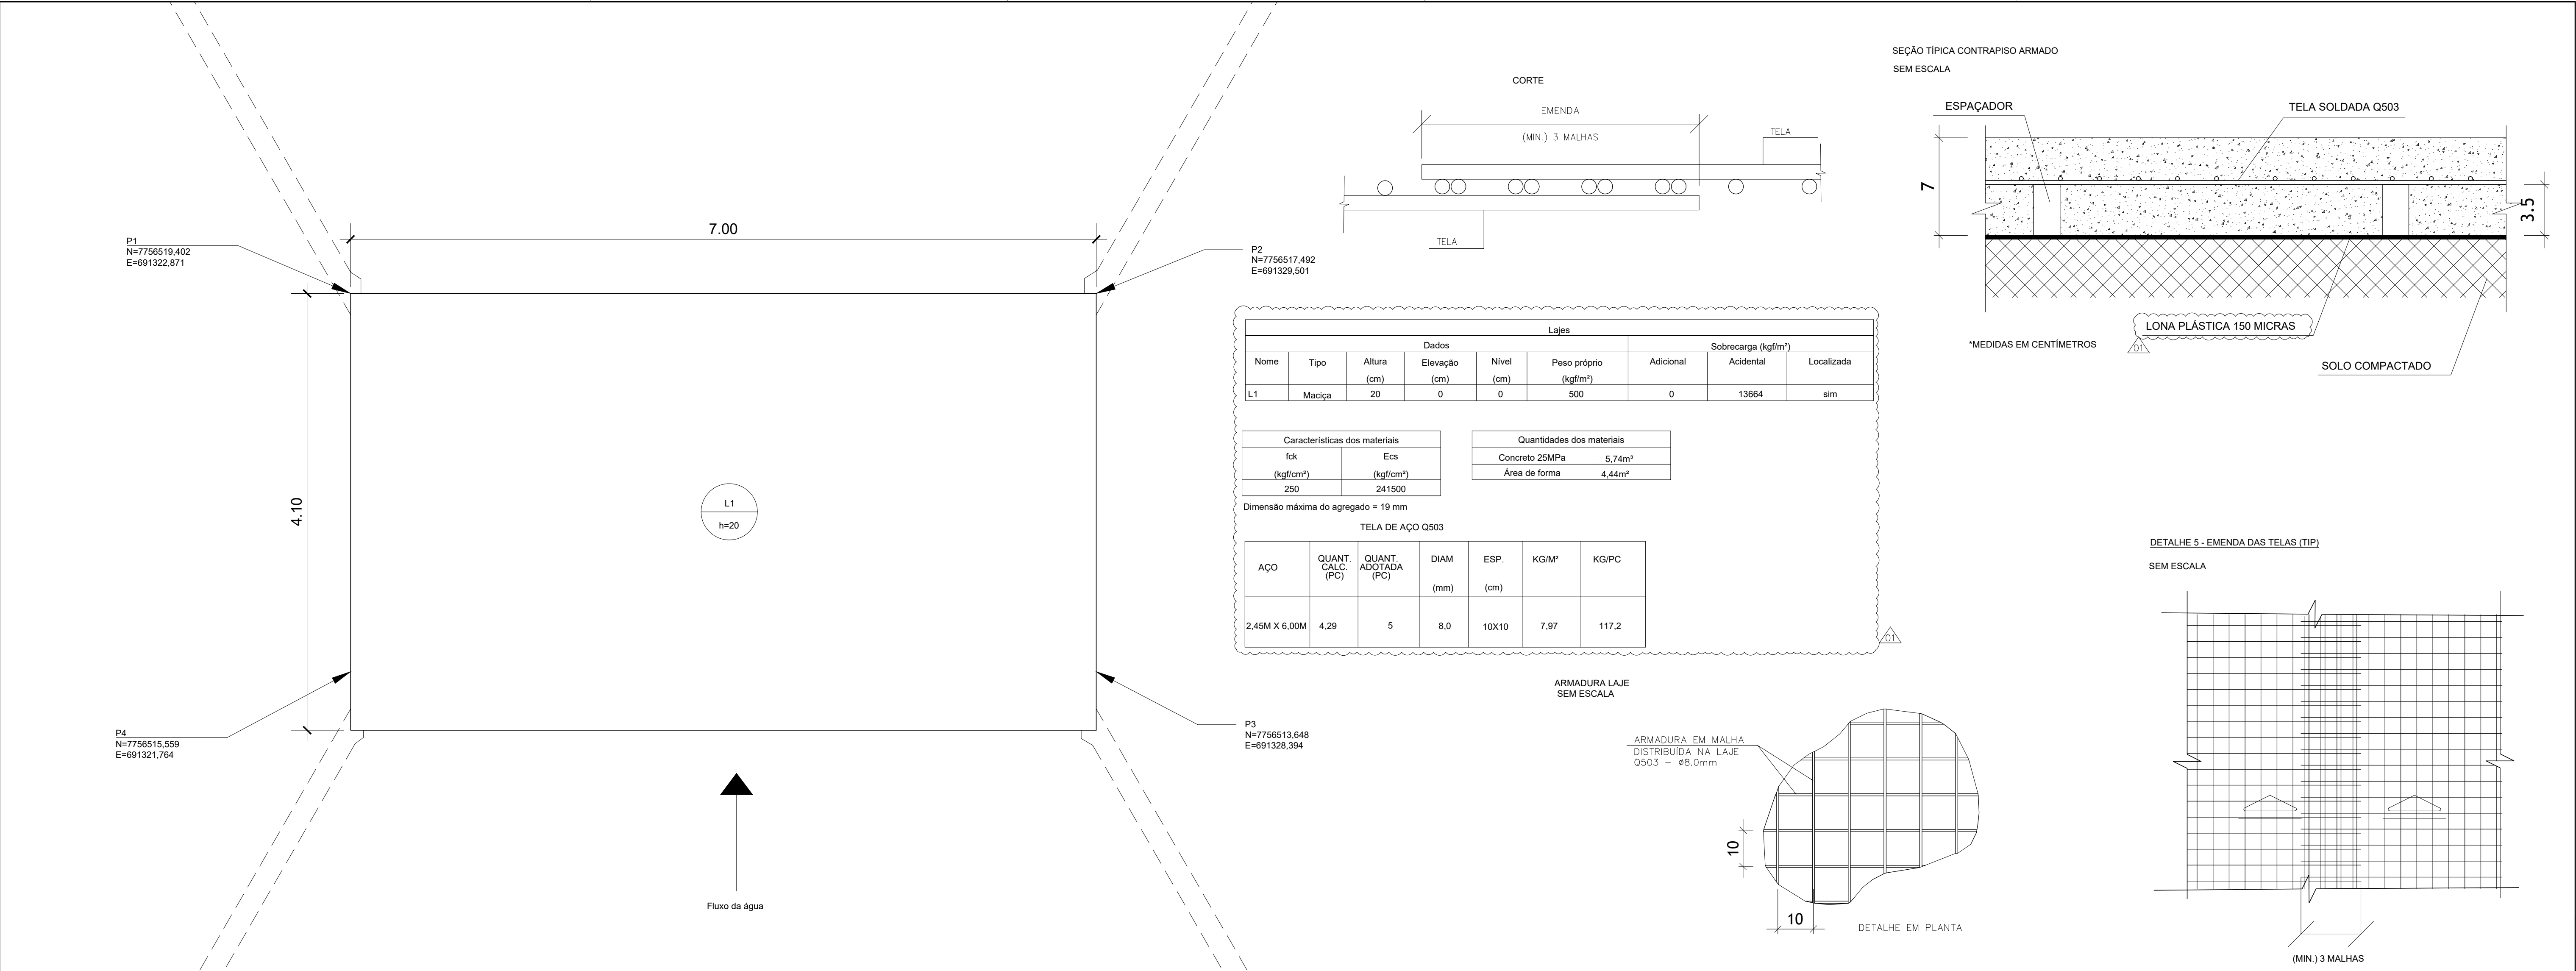 P1
N=7756519,402
E=691322,871
7.00
P2
N=7756517,492
E=691329,501
4.10
L1
h=20
P4
N=7756515,559
E=691321,764
P3
N=7756513,648
E=691328,394
Fluxo da água
CORTE
EMENDA
(MIN.) 3 MALHAS
TELA
TELA
Lajes
Dados Sobrecarga (kgf/m²)
Nome Tipo Altura Elevação Nível Peso próprio Adicional Acidental Localizada
(cm) (cm) (cm) (kgf/m²)
L1 Maciça 20 0 0 500 0 13664 sim
Características dos materiais
fck Ecs
(kgf/cm²) (kgf/cm²)
250 241500
Quantidades dos materiais
Concreto 25MPa 5,74m³
Área de forma 4,44m²
Dimensão máxima do agregado = 19 mm
TELA DE AÇO Q503
AÇO QUANT. CALC. (PC) QUANT. ADOTADA (PC) DIAM (mm) ESP. (cm) KG/M² KG/PC
2,45M X 6,00M 4,29 5 8,0 10X10 7,97 117,2
01
ARMADURA LAJE
SEM ESCALA
ARMADURA EM MALHA
DISTRIBUÍDA NA LAJE
Q503 - ø8.0mm
10
10
DETALHE EM PLANTA
SEÇÃO TÍPICA CONTRAPISO ARMADO
SEM ESCALA
ESPAÇADOR
TELA SOLDADA Q503
7
3.5
LONA PLÁSTICA 150 MICRAS
01
*MEDIDAS EM CENTÍMETROS
SOLO COMPACTADO
DETALHE 5 - EMENDA DAS TELAS (TIP)
SEM ESCALA
(MIN.) 3 MALHAS